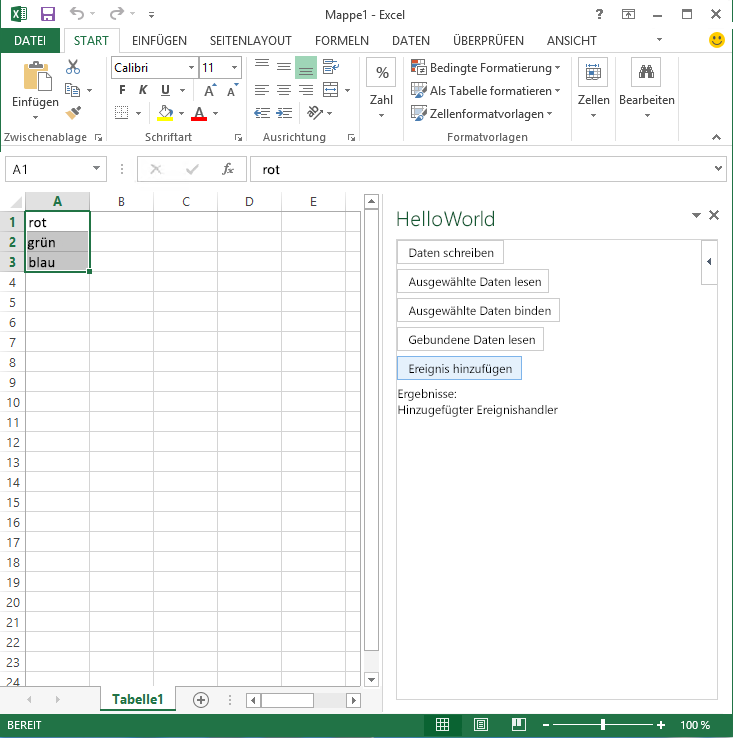 Mappe1 - Excel
?
DATEI START EINFÜGEN SEITENLAYOUT FORMELN DATEN ÜBERPRÜFEN ANSICHT
Calibri 11
Einfügen
F K U A A
A
%
Zahl
Bedingte Formatierung
Als Tabelle formatieren
Zellenformatvorlagen
Zellen
Bearbeiten
Zwischenablage Schriftart Ausrichtung Formatvorlagen
A1 fx rot
A B C D E
1 rot
2 grün
3 blau
4
5
6
7
8
9
10
11
12
13
14
15
16
17
18
19
20
21
22
23
24
HelloWorld
Daten schreiben
Ausgewählte Daten lesen
Ausgewählte Daten binden
Gebundene Daten lesen
Ereignis hinzufügen
Ergebnisse:
Hinzugefügter Ereignishandler
Tabelle1
BEREIT 100 %